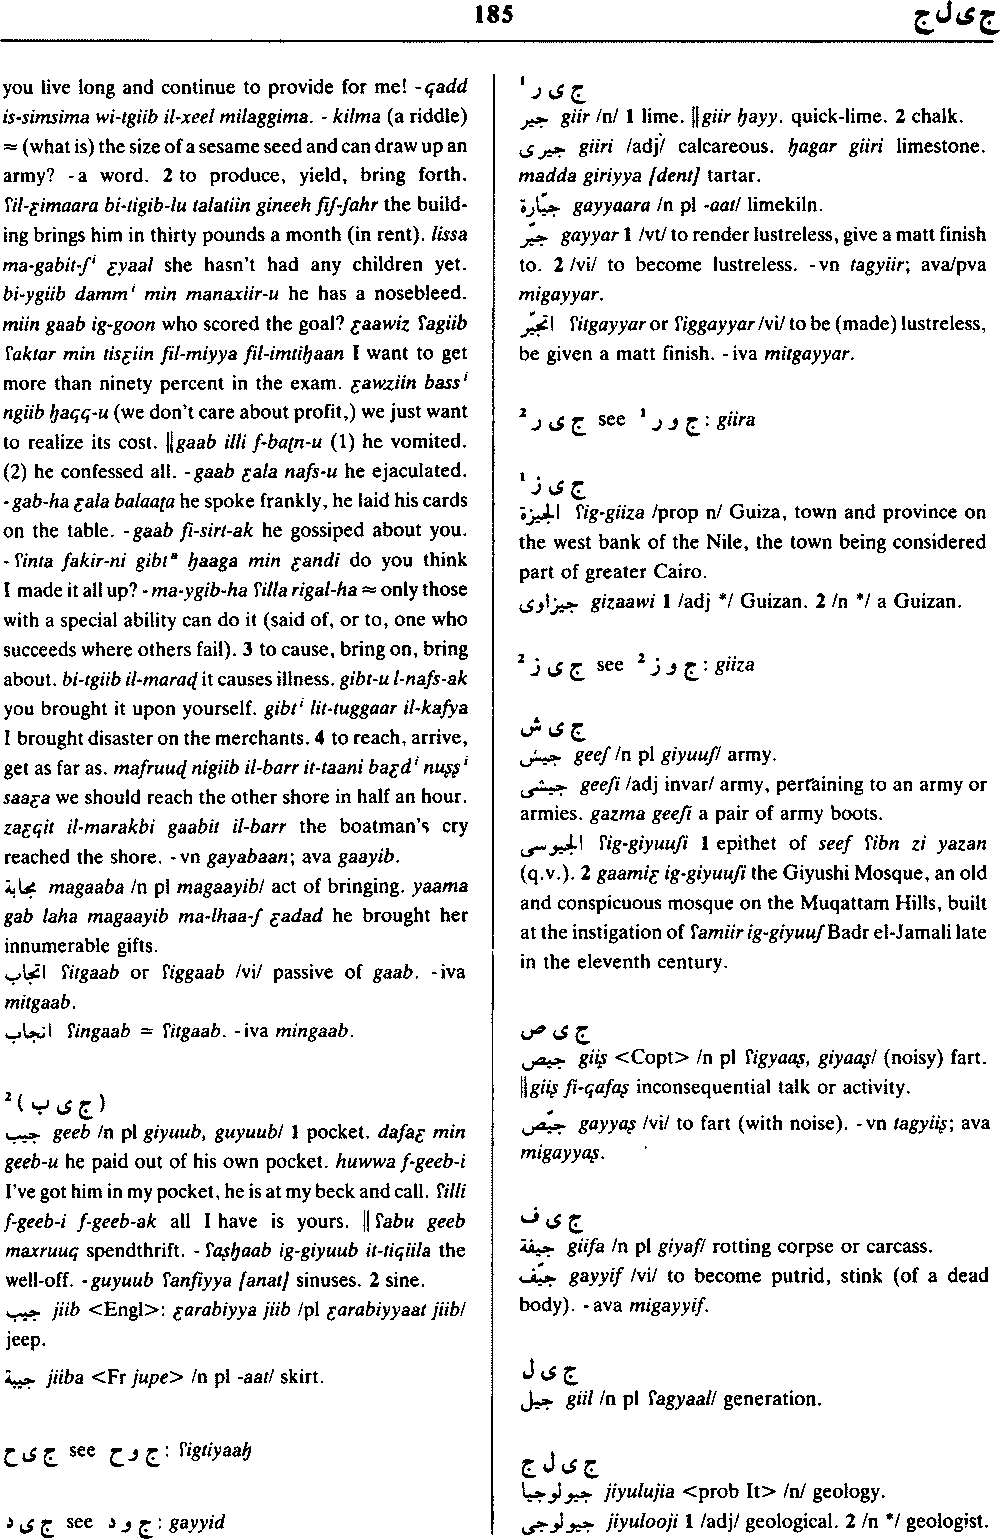 185
ج ی ل ج
you live long and continue to provide for me! -qadd
is-simsima wi-tgiib il-xeel milaggima. - kilma (a riddle)
≈ (what is) the size of a sesame seed and can draw up an
army? -a word. 2 to produce, yield, bring forth.
ʕil-ɛimaara bi-tigib-lu talatiin gineeh fiʃ-ʃahr the build-
ing brings him in thirty pounds a month (in rent). lissa
ma-gabit-ʃⁱ ɛyaal she hasn't had any children yet.
bi-ygiib dammⁱ min manaxiir-u he has a nosebleed.
miin gaab ig-goon who scored the goal? ɛaawiz ʕagiib
ʕaktar min tisɛiin fil-miyya fil-imtiḥaan I want to get
more than ninety percent in the exam. ɛawziin bassⁱ
ngiib ḥaqq-u (we don't care about profit,) we just want
to realize its cost. ‖gaab illi f-baṭn-u (1) he vomited.
(2) he confessed all. -gaab ɛala nafs-u he ejaculated.
-gab-ha ɛala balaaṭa he spoke frankly, he laid his cards
on the table. -gaab fi-sirt-ak he gossiped about you.
-ʕinta fakir-ni gibtᵃ ḥaaga min ɛandi do you think
I made it all up? -ma-ygib-ha ʕilla rigal-ha ≈ only those
with a special ability can do it (said of, or to, one who
succeeds where others fail). 3 to cause, bring on, bring
about. bi-tgiib il-maraḍ it causes illness. gibt-u l-nafs-ak
you brought it upon yourself. gibtⁱ lit-tuggaar il-kafya
I brought disaster on the merchants. 4 to reach, arrive,
get as far as. mafruuḍ nigiib il-barr it-taani baɛdⁱ nuṣṣⁱ
saaɛa we should reach the other shore in half an hour.
zaɛqit il-marakbi gaabit il-barr the boatman's cry
reached the shore. -vn gayabaan; ava gaayib.
مجابة magaaba /n pl magaayib/ act of bringing. yaama
gab laha magaayib ma-lhaa-ʃ ɛadad he brought her
innumerable gifts.
اتجاب ʕitgaab or ʕiggaab /vi/ passive of gaab. -iva
mitgaab.
انجاب ʕingaab = ʕitgaab. -iva mingaab.
(ج ی ب)²
جيب geeb /n pl giyuub, guyuub/ 1 pocket. dafaɛ min
geeb-u he paid out of his own pocket. huwwa f-geeb-i
I've got him in my pocket, he is at my beck and call. ʕilli
f-geeb-i f-geeb-ak all I have is yours. ‖ʕabu geeb
maxruuq spendthrift. - ʕaṣḥaab ig-giyuub it-tiqiila the
well-off. -guyuub ʕanfiyya [anat] sinuses. 2 sine.
جيب jiib <Engl>: ɛarabiyya jiib /pl ɛarabiyyaat jiib/
jeep.
جيبة jiiba <Fr jupe> /n pl -aat/ skirt.
ج ی ح see ج و ح: ʕigtiyaaḥ
ج ی د see ج و د: gayyid
ج ی ر¹
جير giir /n/ 1 lime. ‖giir ḥayy. quick-lime. 2 chalk.
جيرى giiri /adj/ calcareous. ḥagar giiri limestone.
madda giriyya [dent] tartar.
جيّارة gayyaara /n pl -aat/ limekiln.
جيّر gayyar 1 /vt/ to render lustreless, give a matt finish
to. 2 /vi/ to become lustreless. -vn tagyiir; ava/pva
migayyar.
اتجيّر ʕitgayyar or ʕiggayyar /vi/ to be (made) lustreless,
be given a matt finish. -iva mitgayyar.
ج ی ر² see ج و ر¹: giira
ج ی ز¹
الجيزة ʕig-giiza /prop n/ Guiza, town and province on
the west bank of the Nile, the town being considered
part of greater Cairo.
جيزاوى gizaawi 1 /adj */ Guizan. 2 /n */ a Guizan.
ج ی ز² see ج و ز²: giiza
ج ی ش
جيش geeʃ /n pl giyuuʃ/ army.
جيشى geeʃi /adj invar/ army, pertaining to an army or
armies. gazma geeʃi a pair of army boots.
الجيوشى ʕig-giyuuʃi 1 epithet of seef ʕibn zi yazan
(q.v.). 2 gaamiɛ ig-giyuuʃi the Giyushi Mosque, an old
and conspicuous mosque on the Muqattam Hills, built
at the instigation of ʕamiir ig-giyuuʃ Badr el-Jamali late
in the eleventh century.
ج ی ص
جيص giiṣ <Copt> /n pl ʕigyaaṣ, giyaaṣ/ (noisy) fart.
‖giiṣ fi-qafaṣ inconsequential talk or activity.
جيّص gayyaṣ /vi/ to fart (with noise). -vn tagyiiṣ; ava
migayyaṣ.
ج ی ف
جيفة giifa /n pl giyaf/ rotting corpse or carcass.
جيّف gayyif /vi/ to become putrid, stink (of a dead
body). -ava migayyif.
ج ی ل
جيل giil /n pl ʕagyaal/ generation.
ج ی ل ج
جيولوجيا jiyulujia <prob It> /n/ geology.
جيولوجى jiyulooji 1 /adj/ geological. 2 /n */ geologist.